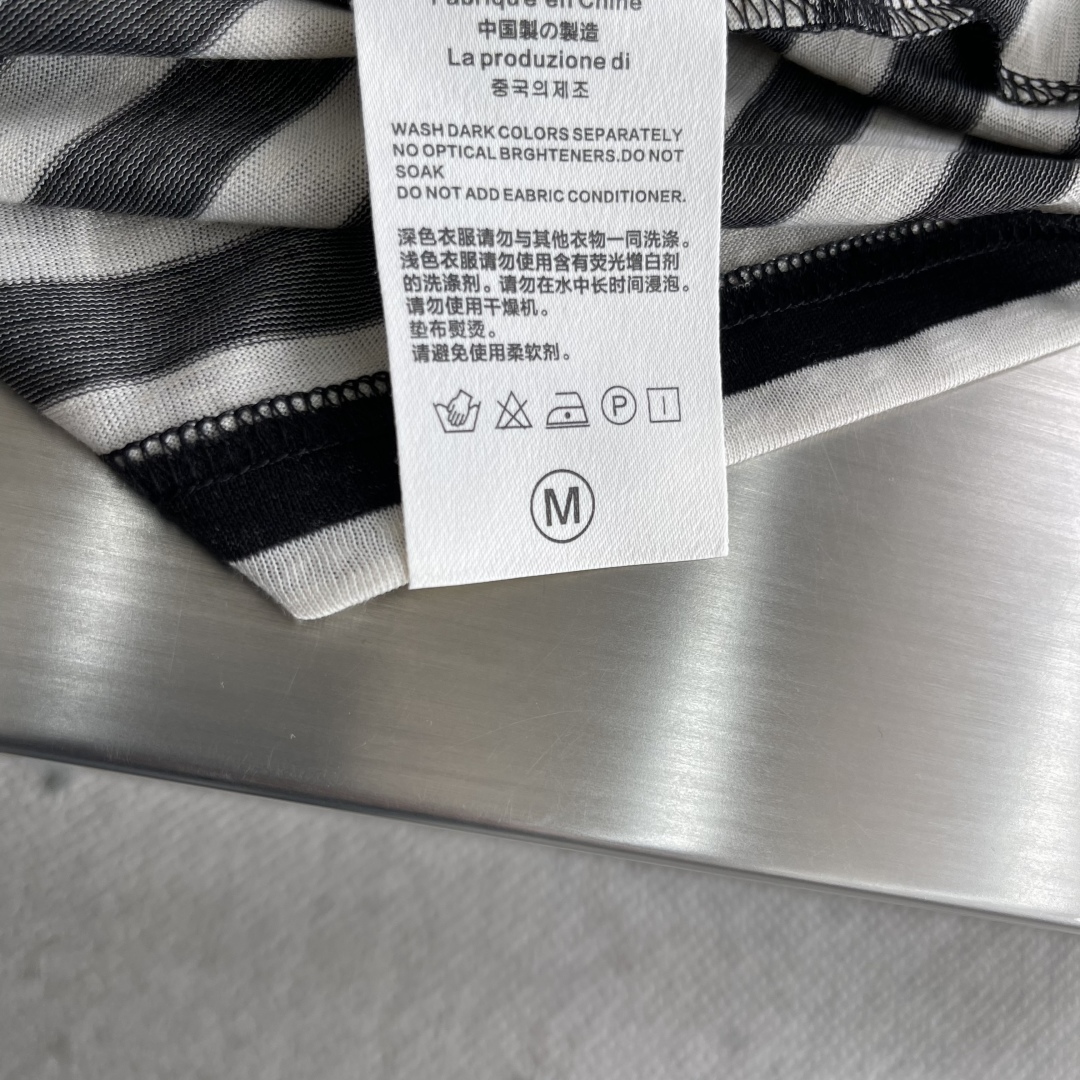 Fabriqué en Chine
中国製の製造
La produzione di
중국의제조
WASH DARK COLORS SEPARATELY
NO OPTICAL BRGHTENERS.DO NOT
SOAK
DO NOT ADD EABRIC CONDITIONER.
深色衣服请勿与其他衣物一同洗涤。
浅色衣服请勿使用含有荧光增白剂
的洗涤剂。请勿在水中长时间浸泡。
请勿使用干燥机。
垫布熨烫。
请避免使用柔软剂。
P
M